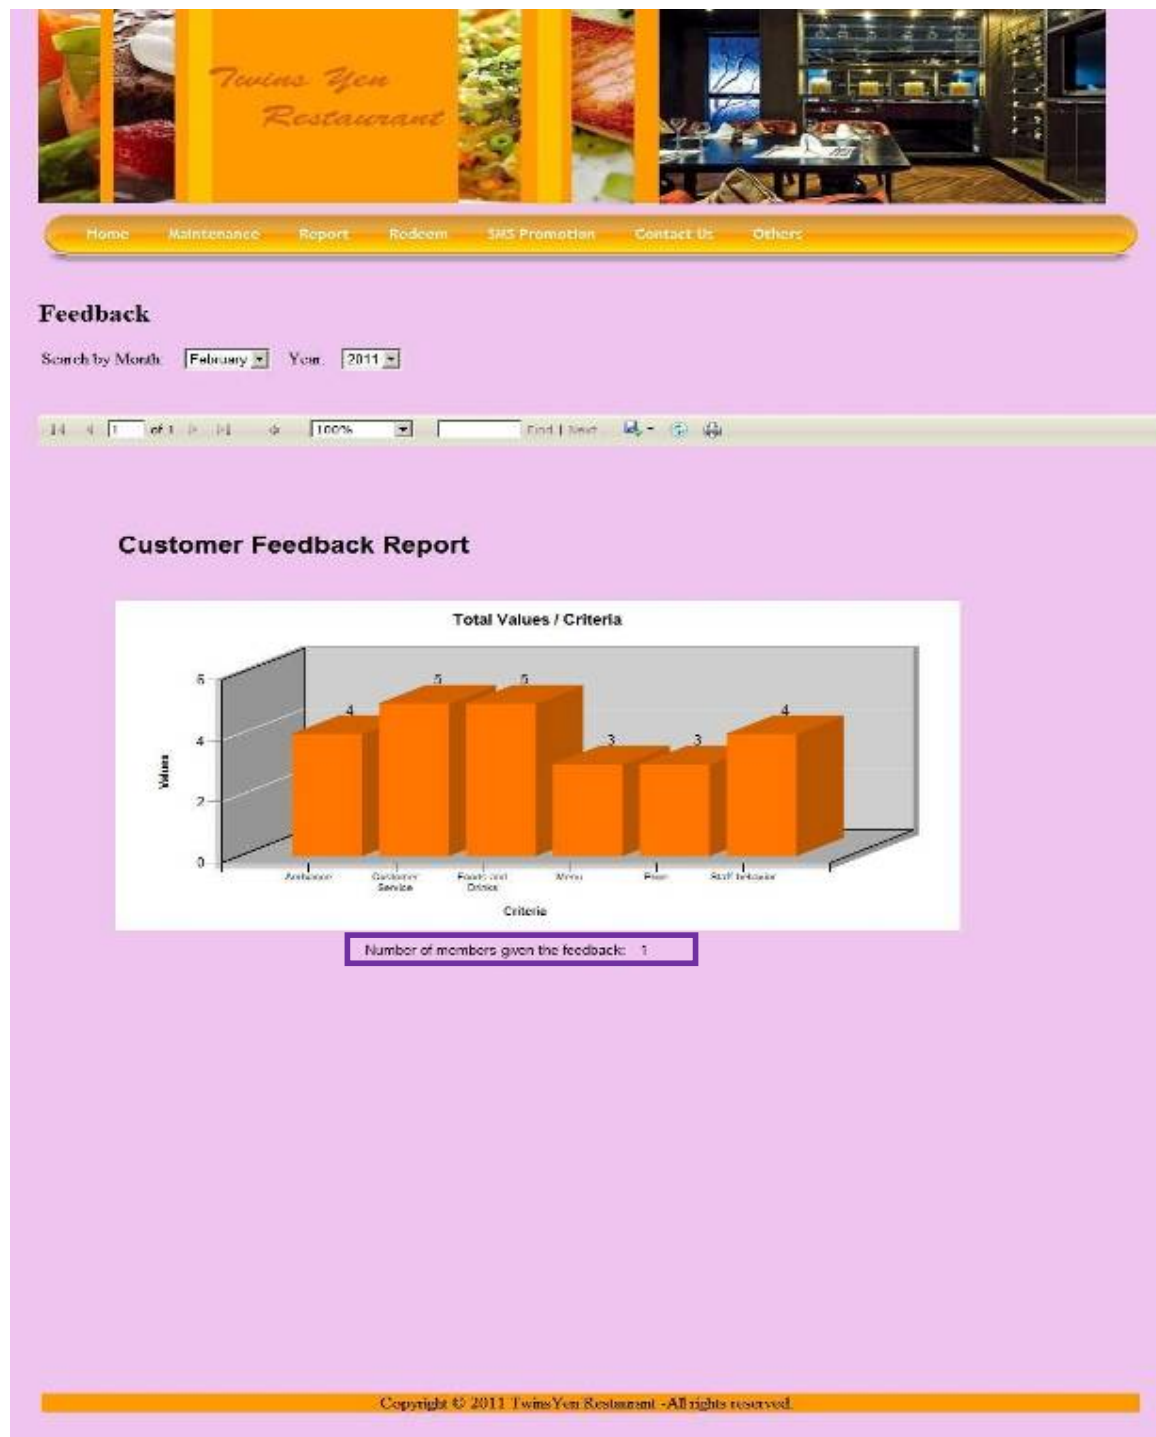 Twins Yen
Restaurant
Home Maintenance Report Redeem SMS Promotion Contact Us Others
Feedback
Search by Month: February Year: 2011
1 of 1 100% Find | Next
Customer Feedback Report
Total Values / Criteria
6
4
2
0
Values
4
5
5
3
3
4
Ambiance Customer Service Foods and Drinks Menu Price Staff behavior
Criteria
Number of members given the feedback: 1
Copyright © 2011 TwinsYen Restaurant -All rights reserved.